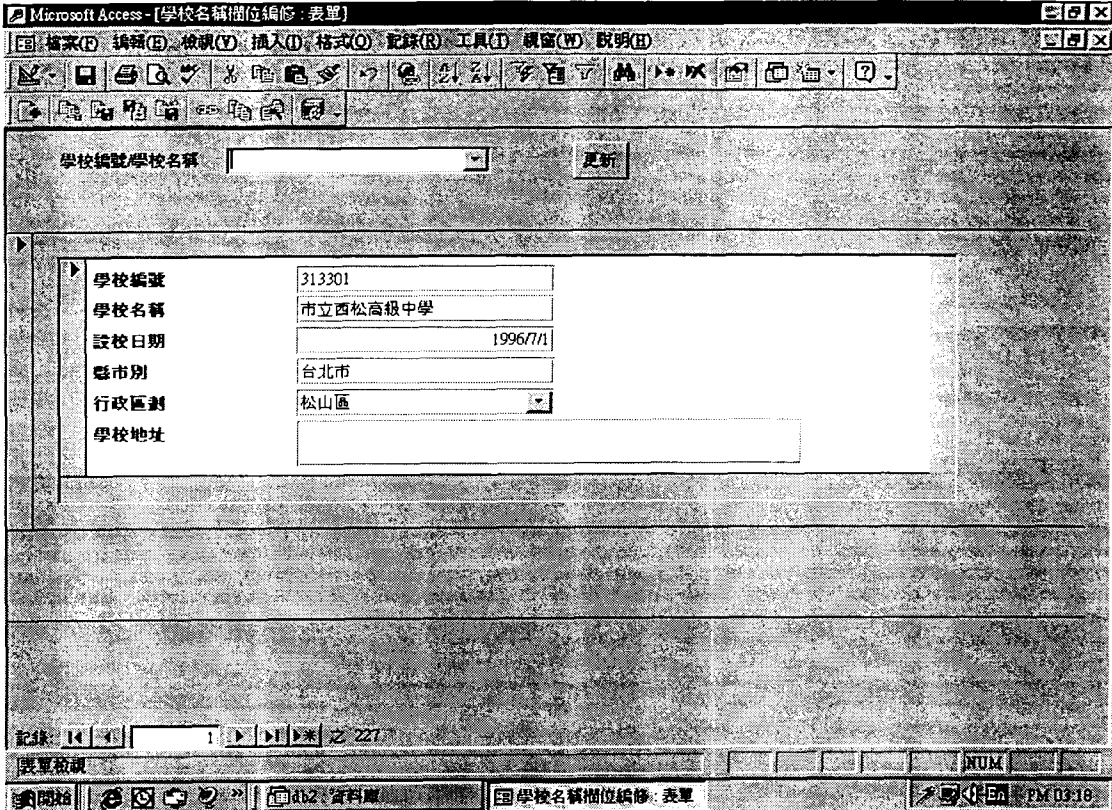 Microsoft Access - [學校名稱欄位編修 : 表單]
檔案(F) 編輯(E) 檢視(V) 插入(I) 格式(O) 記錄(R) 工具(T) 視窗(W) 說明(H)
學校編號/學校名稱 更新
學校編號 313301
學校名稱 市立西松高級中學
設校日期 1996/7/1
縣市別 台北市
行政區劃 松山區
學校地址
記錄: 1 之 227
表單檢視 NUM
開始 db2 : 資料庫 學校名稱欄位編修 : 表單 En PM 03:18